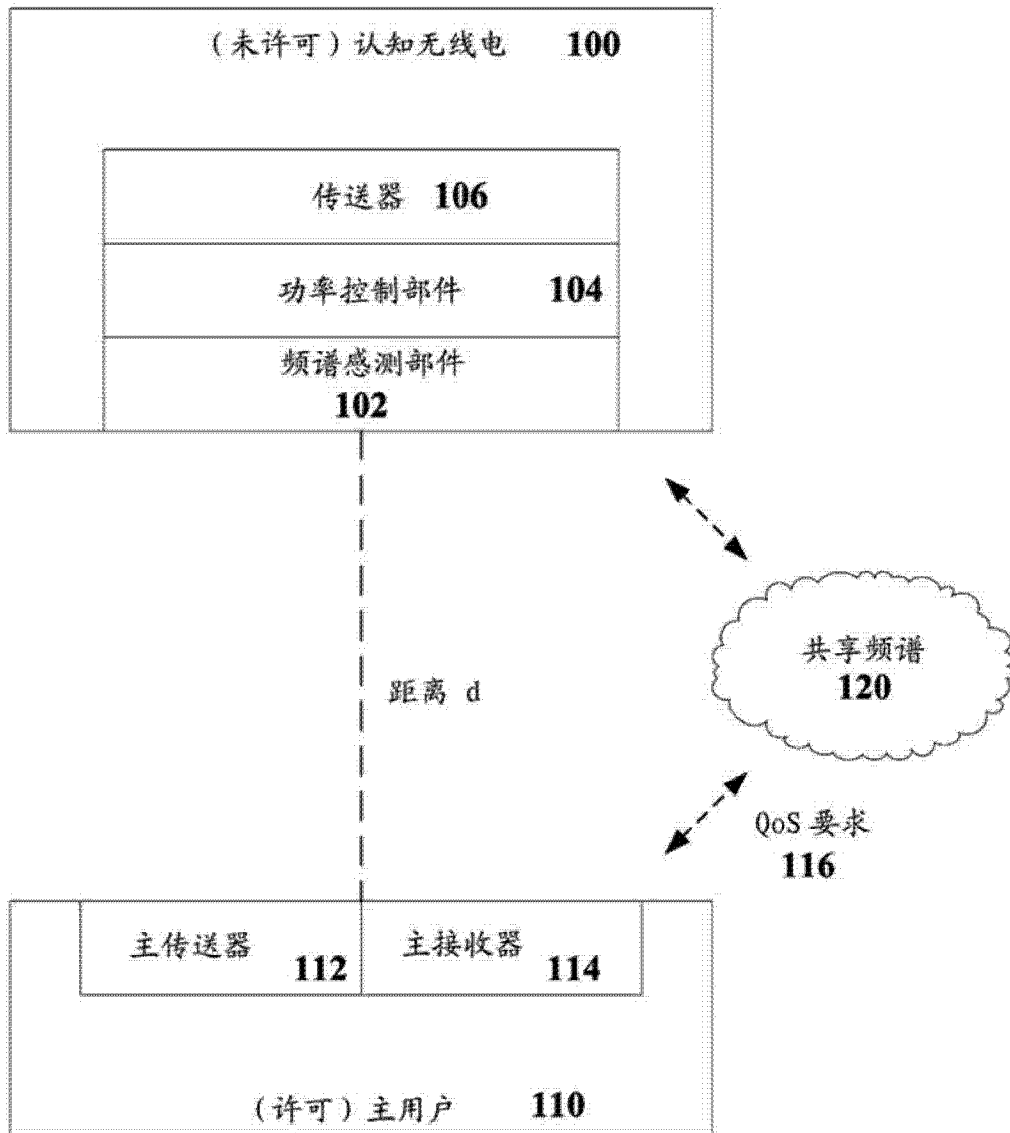 （未许可）认知无线电 100
传送器 106
功率控制部件 104
频谱感测部件
102
距离 d
共享频谱
120
QoS 要求
116
主传送器 112
主接收器 114
（许可）主用户 110